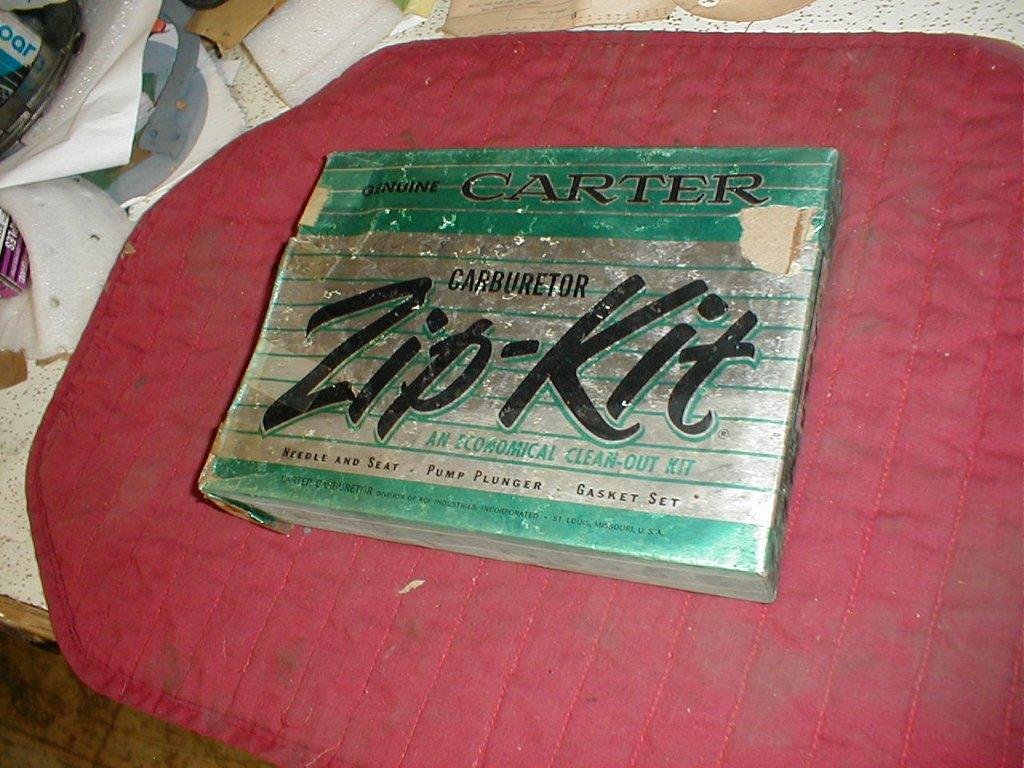 GENUINE CARTER
CARBURETOR
Zip-Kit ®
AN ECONOMICAL CLEAN-OUT KIT
NEEDLE AND SEAT · PUMP PLUNGER · GASKET SET ·
CARTER CARBURETOR DIVISION OF ACF INDUSTRIES, INCORPORATED · ST. LOUIS, MISSOURI, U.S.A.
oar